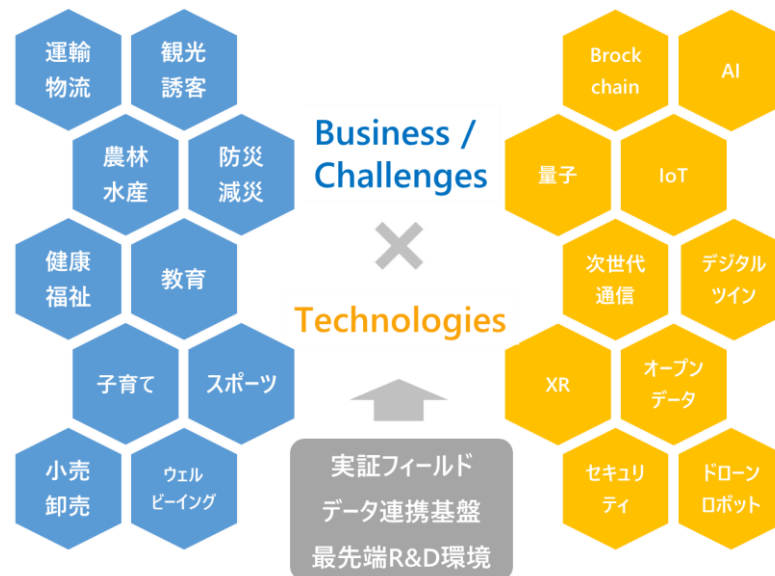 運輸
物流
観光
誘客
農林
水産
防災
減災
健康
福祉
教育
子育て
スポーツ
小売
卸売
ウェル
ビーイング
Business /
Challenges
×
Technologies
実証フィールド
データ連携基盤
最先端R&D環境
Brock
chain
AI
量子
IoT
次世代
通信
デジタル
ツイン
XR
オープン
データ
セキュリ
ティ
ドローン
ロボット